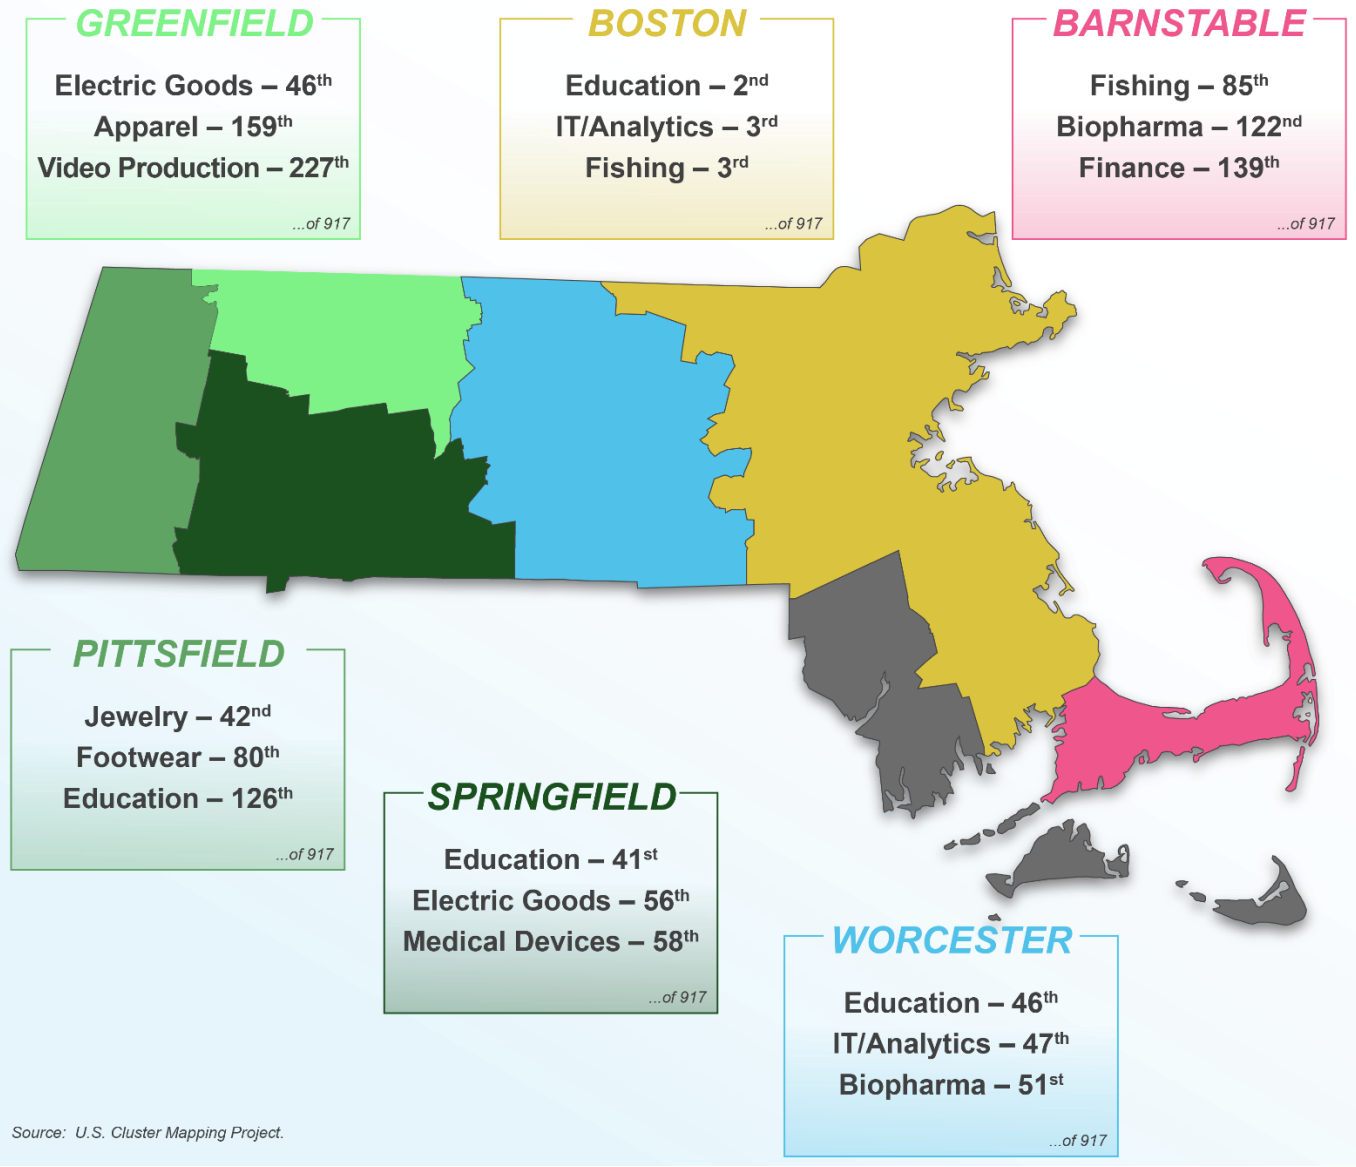 GREENFIELD
Electric Goods – 46th
Apparel – 159th
Video Production – 227th
...of 917
BOSTON
Education – 2nd
IT/Analytics – 3rd
Fishing – 3rd
...of 917
BARNSTABLE
Fishing – 85th
Biopharma – 122nd
Finance – 139th
...of 917
PITTSFIELD
Jewelry – 42nd
Footwear – 80th
Education – 126th
...of 917
SPRINGFIELD
Education – 41st
Electric Goods – 56th
Medical Devices – 58th
...of 917
WORCESTER
Education – 46th
IT/Analytics – 47th
Biopharma – 51st
...of 917
Source:  U.S. Cluster Mapping Project.